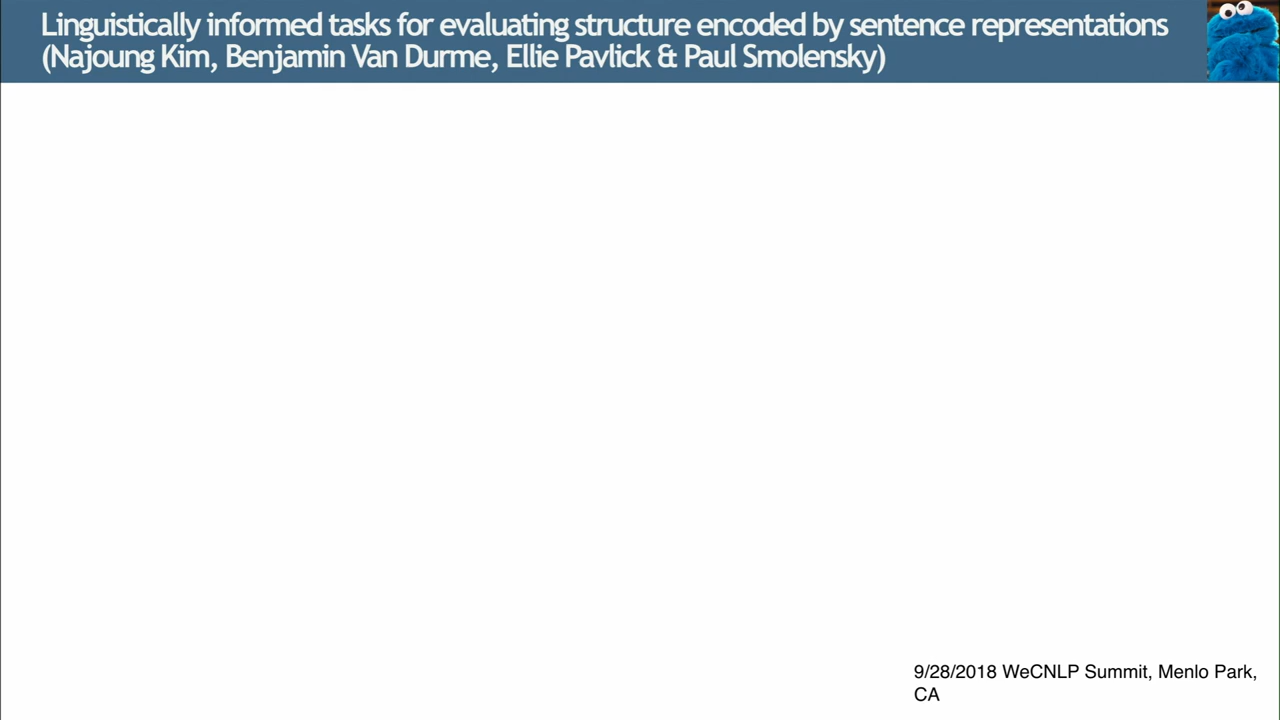 Linguistically informed tasks for evaluating structure encoded by sentence representations
(Najoung Kim, Benjamin Van Durme, Ellie Pavlick & Paul Smolensky)
9/28/2018 WeCNLP Summit, Menlo Park,
CA